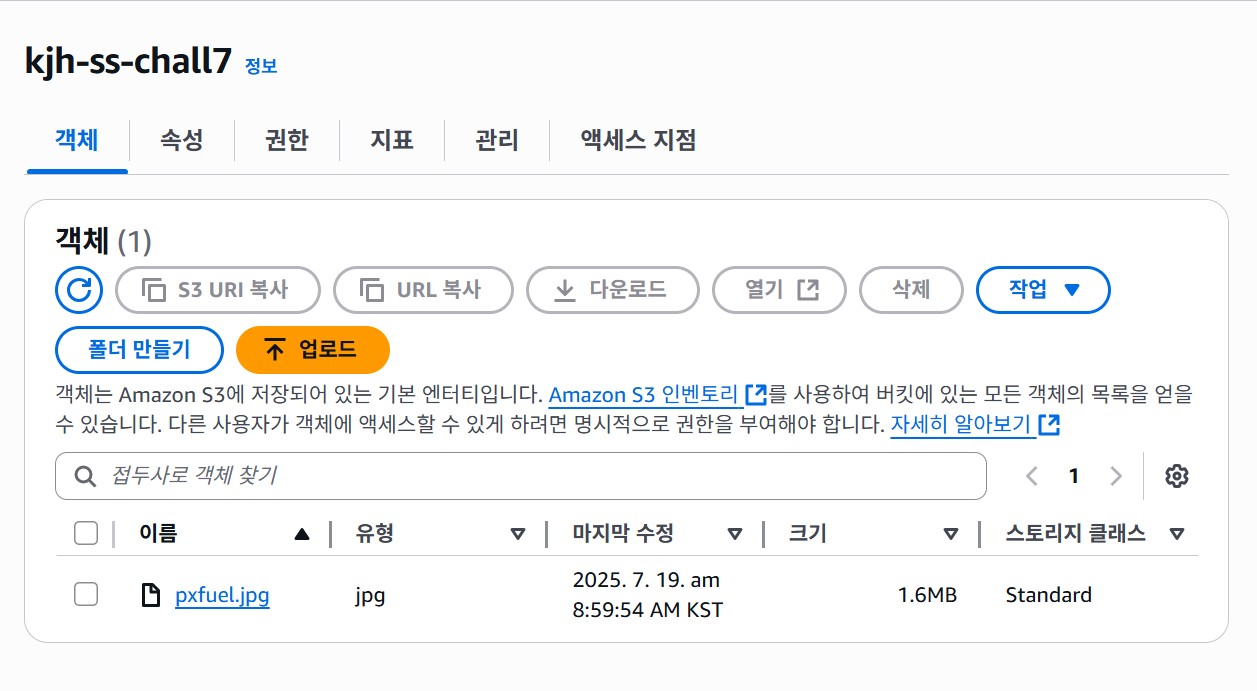 kjh-ss-chall7 정보
객체 속성 권한 지표 관리 액세스 지점
객체 (1)
S3 URI 복사 URL 복사 다운로드 열기 삭제 작업
폴더 만들기 업로드
객체는 Amazon S3에 저장되어 있는 기본 엔터티입니다. Amazon S3 인벤토리 를 사용하여 버킷에 있는 모든 객체의 목록을 얻을
수 있습니다. 다른 사용자가 객체에 액세스할 수 있게 하려면 명시적으로 권한을 부여해야 합니다. 자세히 알아보기
접두사로 객체 찾기 1
이름 유형 마지막 수정 크기 스토리지 클래스
pxfuel.jpg jpg 2025. 7. 19. am 1.6MB Standard
8:59:54 AM KST